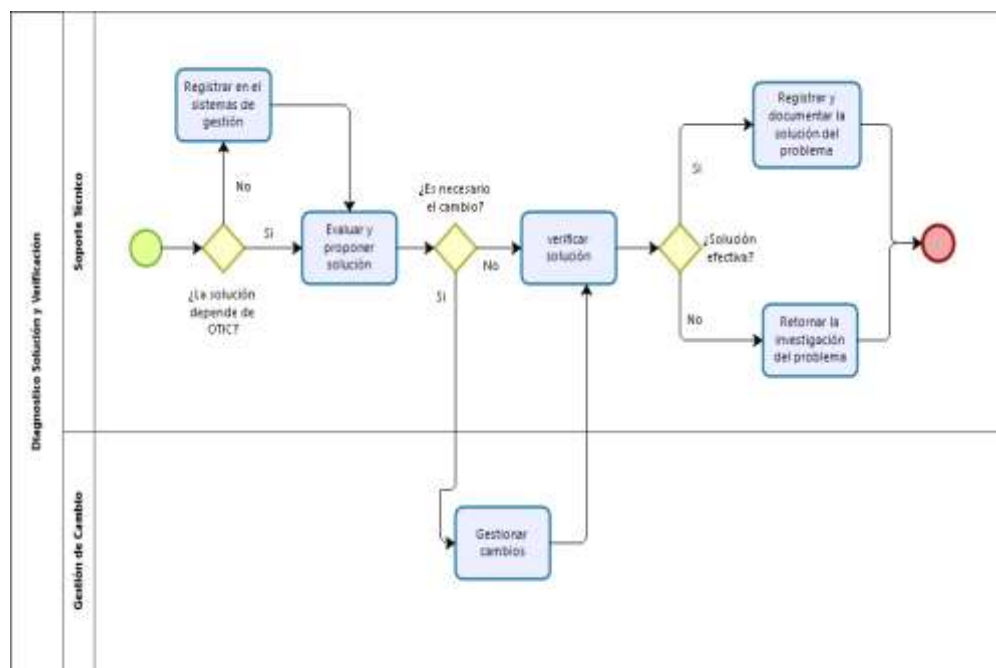 Diagnostico Solución y Verificación
Soporte Técnico
Registrar en el
sistemas de
gestión
No
Si
¿La solución
depende de
OTIC?
Evaluar y
proponer
solución
¿Es necesario
el cambio?
No
Si
verificar
solución
¿Solución
efectiva?
Si
No
Registrar y
documentar la
solución del
problema
Retornar la
investigación
del problema
Gestión de Cambio
Gestionar
cambios